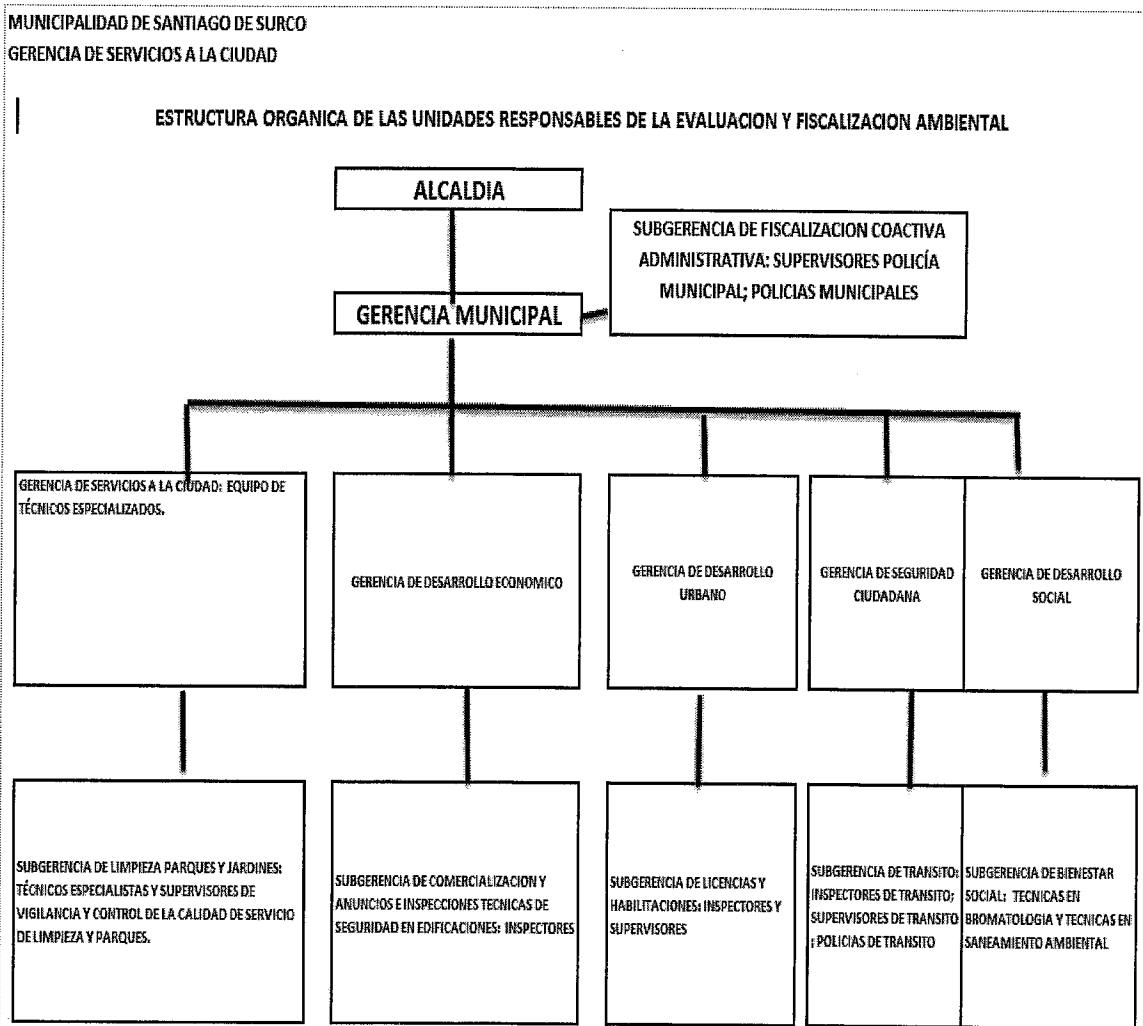 MUNICIPALIDAD DE SANTIAGO DE SURCO
GERENCIA DE SERVICIOS A LA CIUDAD
ESTRUCTURA ORGANICA DE LAS UNIDADES RESPONSABLES DE LA EVALUACION Y FISCALIZACION AMBIENTAL
ALCALDIA
SUBGERENCIA DE FISCALIZACION COACTIVA
ADMINISTRATIVA: SUPERVISORES POLICÍA
MUNICIPAL; POLICIAS MUNICIPALES
GERENCIA MUNICIPAL
GERENCIA DE SERVICIOS A LA CIUDAD: EQUIPO DE
TÉCNICOS ESPECIALIZADOS.
GERENCIA DE DESARROLLO ECONOMICO
GERENCIA DE DESARROLLO
URBANO
GERENCIA DE SEGURIDAD
CIUDADANA
GERENCIA DE DESARROLLO
SOCIAL
SUBGERENCIA DE LIMPIEZA PARQUES Y JARDINES:
TÉCNICOS ESPECIALISTAS Y SUPERVISORES DE
VIGILANCIA Y CONTROL DE LA CALIDAD DE SERVICIO
DE LIMPIEZA Y PARQUES.
SUBGERENCIA DE COMERCIALIZACION Y
ANUNCIOS E INSPECCIONES TECNICAS DE
SEGURIDAD EN EDIFICACIONES: INSPECTORES
SUBGERENCIA DE LICENCIAS Y
HABILITACIONES: INSPECTORES Y
SUPERVISORES
SUBGERENCIA DE TRANSITO:
INSPECTORES DE TRANSITO;
SUPERVISORES DE TRANSITO
; POLICIAS DE TRANSITO
SUBGERENCIA DE BIENESTAR
SOCIAL: TECNICAS EN
BROMATOLOGIA Y TECNICAS EN
SANEAMIENTO AMBIENTAL